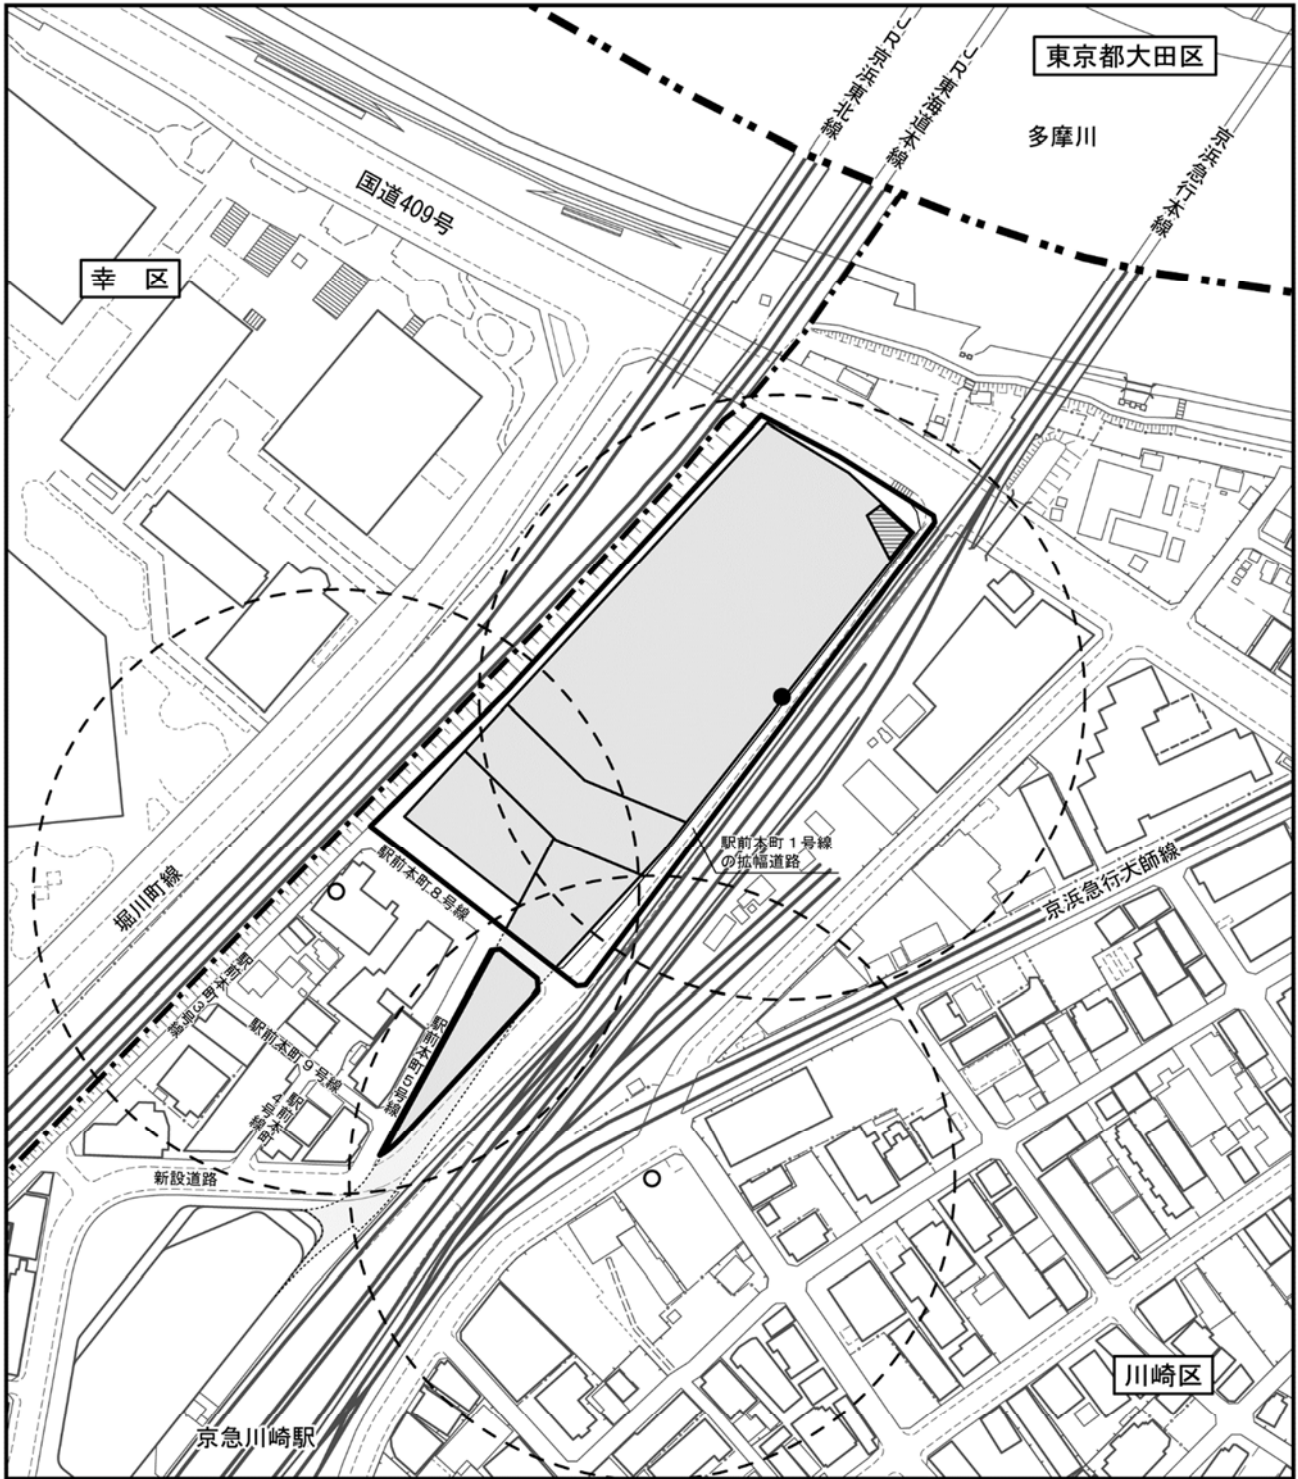 東京都大田区
JR京浜東北線
JR東海道本線
多摩川
京浜急行本線
国道409号
幸 区
駅前本町1号線
の拡幅道路
駅前本町8号線
京浜急行大師線
堀川町線
駅前本町3号線
駅前本町9号線
駅前本町5号線
駅前本町4号線
新設道路
川崎区
京急川崎駅